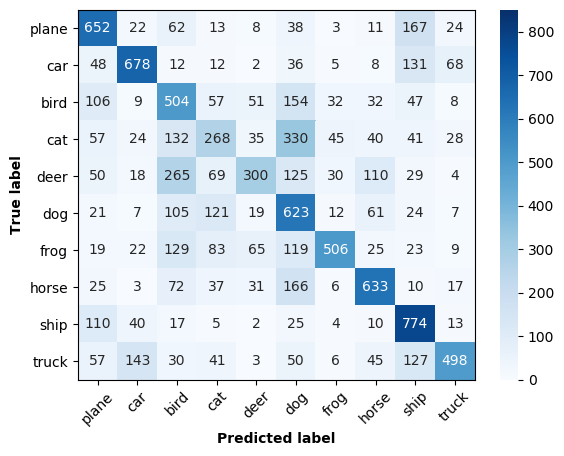 plane 652 22 62 13 8 38 3 11 167 24
car 48 678 12 12 2 36 5 8 131 68
bird 106 9 504 57 51 154 32 32 47 8
cat 57 24 132 268 35 330 45 40 41 28
deer 50 18 265 69 300 125 30 110 29 4
dog 21 7 105 121 19 623 12 61 24 7
frog 19 22 129 83 65 119 506 25 23 9
horse 25 3 72 37 31 166 6 633 10 17
ship 110 40 17 5 2 25 4 10 774 13
truck 57 143 30 41 3 50 6 45 127 498
plane car bird cat deer dog frog horse ship truck
Predicted label
True label
800
700
600
500
400
300
200
100
0